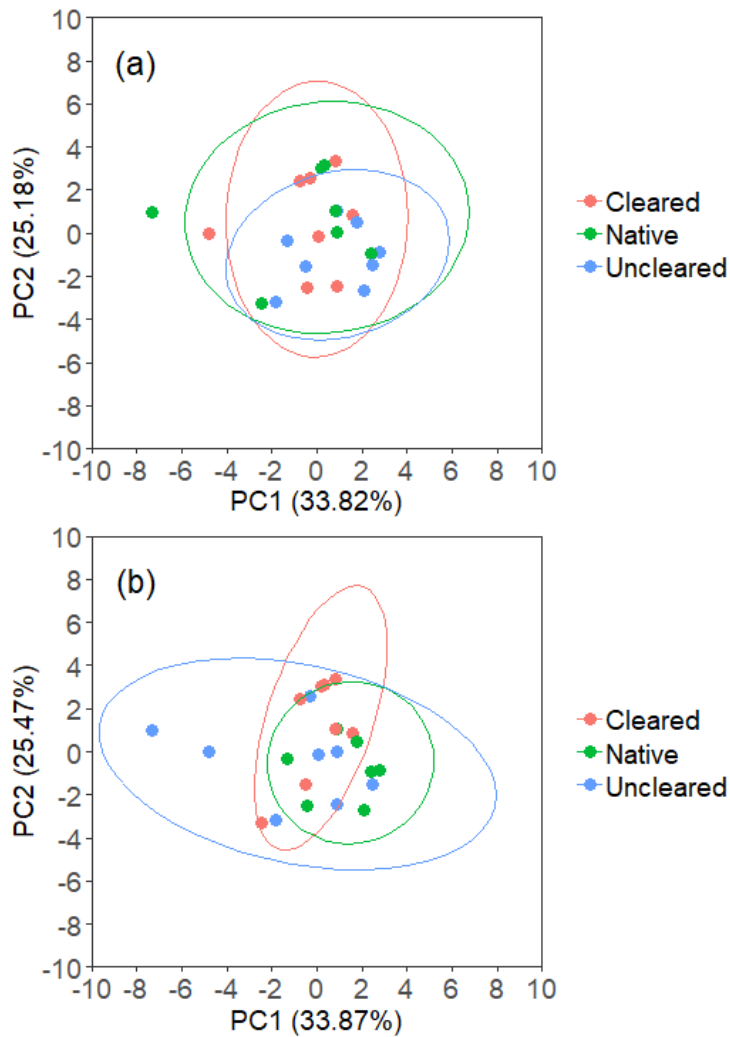 (a)
10
8
6
4
2
0
-2
-4
-6
-8
-10
PC2 (25.18%)
-10 -8 -6 -4 -2 0 2 4 6 8 10
PC1 (33.82%)
Cleared
Native
Uncleared
(b)
10
8
6
4
2
0
-2
-4
-6
-8
-10
PC2 (25.47%)
-10 -8 -6 -4 -2 0 2 4 6 8 10
PC1 (33.87%)
Cleared
Native
Uncleared